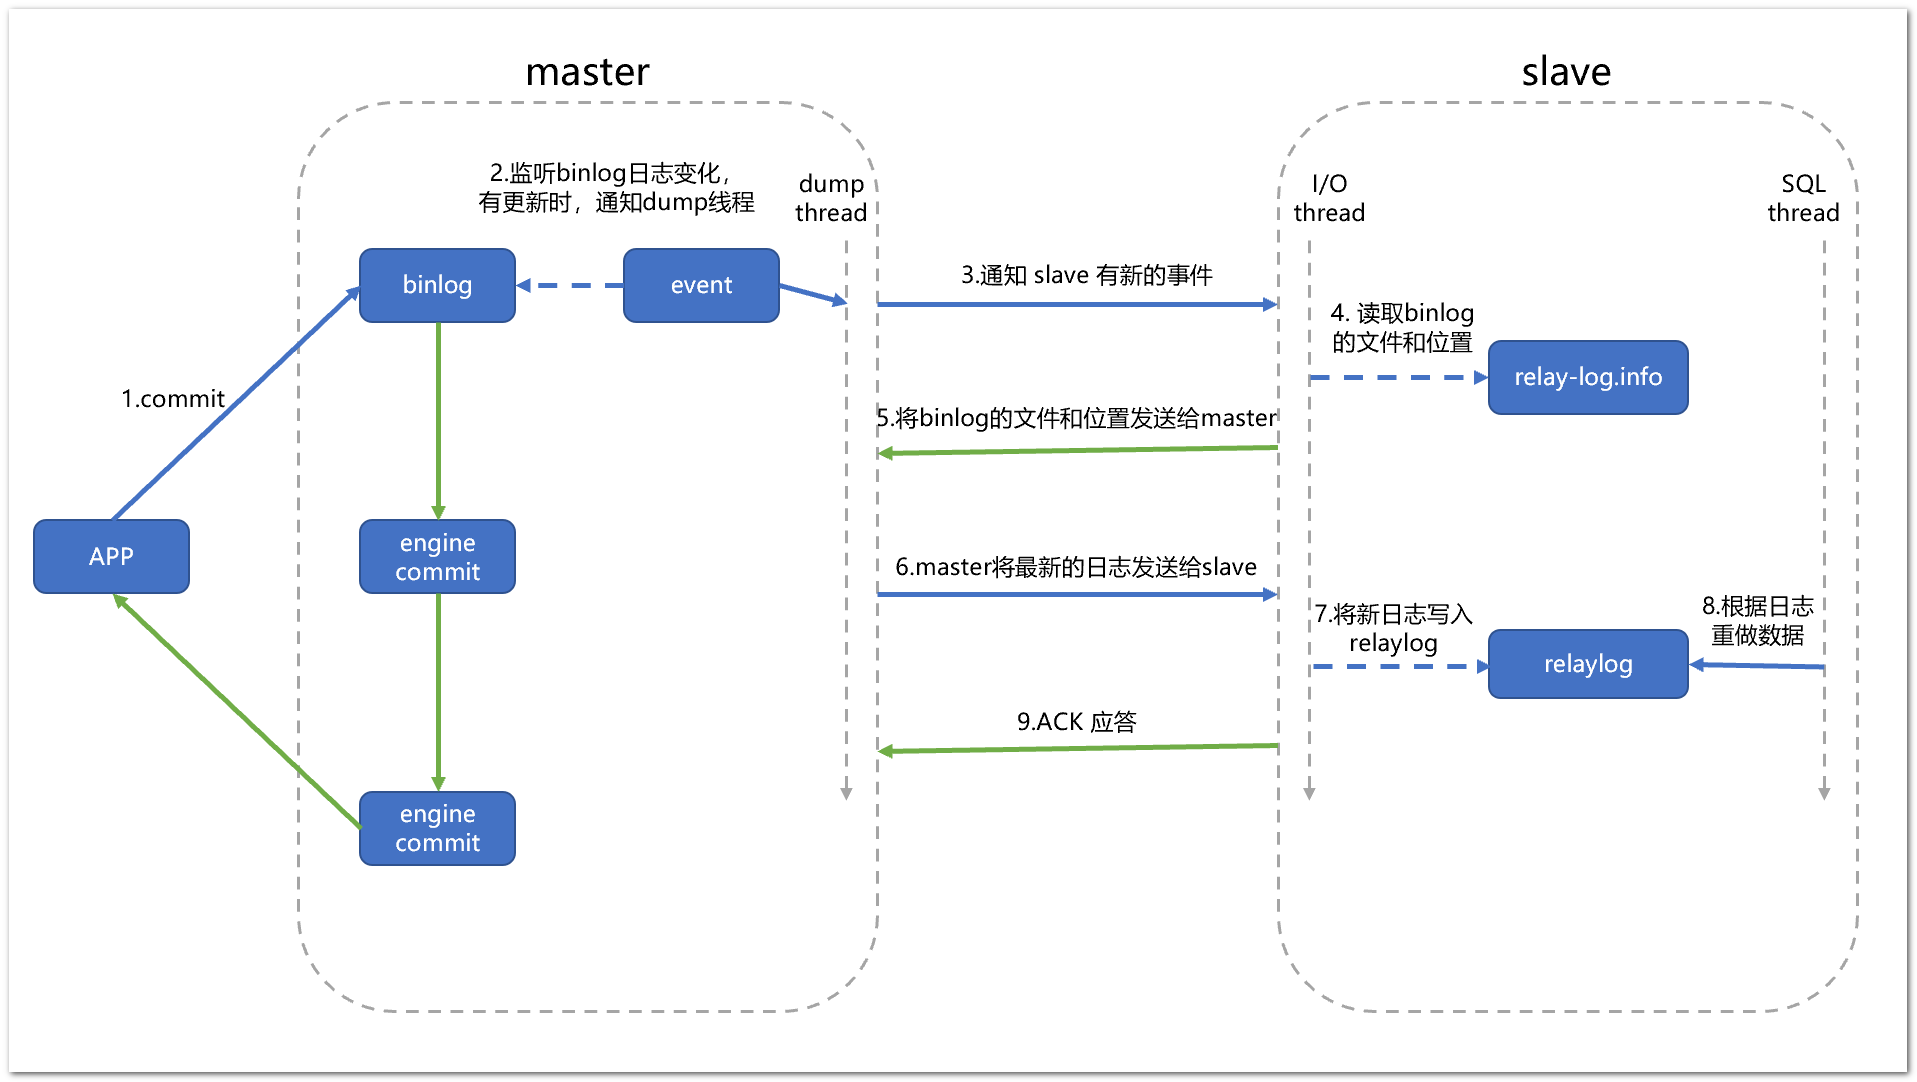 master
slave
2.监听binlog日志变化，
有更新时，通知dump线程
dump
thread
I/O
thread
SQL
thread
binlog
event
3.通知 slave 有新的事件
4. 读取binlog
的文件和位置
relay-log.info
1.commit
5.将binlog的文件和位置发送给master
APP
engine
commit
6.master将最新的日志发送给slave
7.将新日志写入
relaylog
8.根据日志
重做数据
relaylog
9.ACK 应答
engine
commit